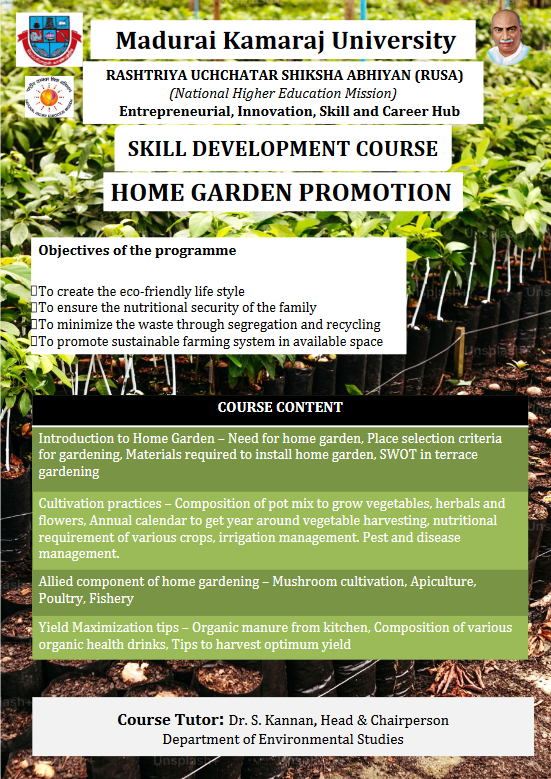 Madurai Kamaraj University
RASHTRIYA UCHCHATAR SHIKSHA ABHIYAN (RUSA)
(National Higher Education Mission)
Entrepreneurial, Innovation, Skill and Career Hub
SKILL DEVELOPMENT COURSE
HOME GARDEN PROMOTION
Objectives of the programme
To create the eco-friendly life style
To ensure the nutritional security of the family
To minimize the waste through segregation and recycling
To promote sustainable farming system in available space
COURSE CONTENT
Introduction to Home Garden – Need for home garden, Place selection criteria
for gardening, Materials required to install home garden, SWOT in terrace
gardening
Cultivation practices – Composition of pot mix to grow vegetables, herbals and
flowers, Annual calendar to get year around vegetable harvesting, nutritional
requirement of various crops, irrigation management. Pest and disease
management.
Allied component of home gardening – Mushroom cultivation, Apiculture,
Poultry, Fishery
Yield Maximization tips – Organic manure from kitchen, Composition of various
organic health drinks, Tips to harvest optimum yield
Course Tutor: Dr. S. Kannan, Head & Chairperson
Department of Environmental Studies